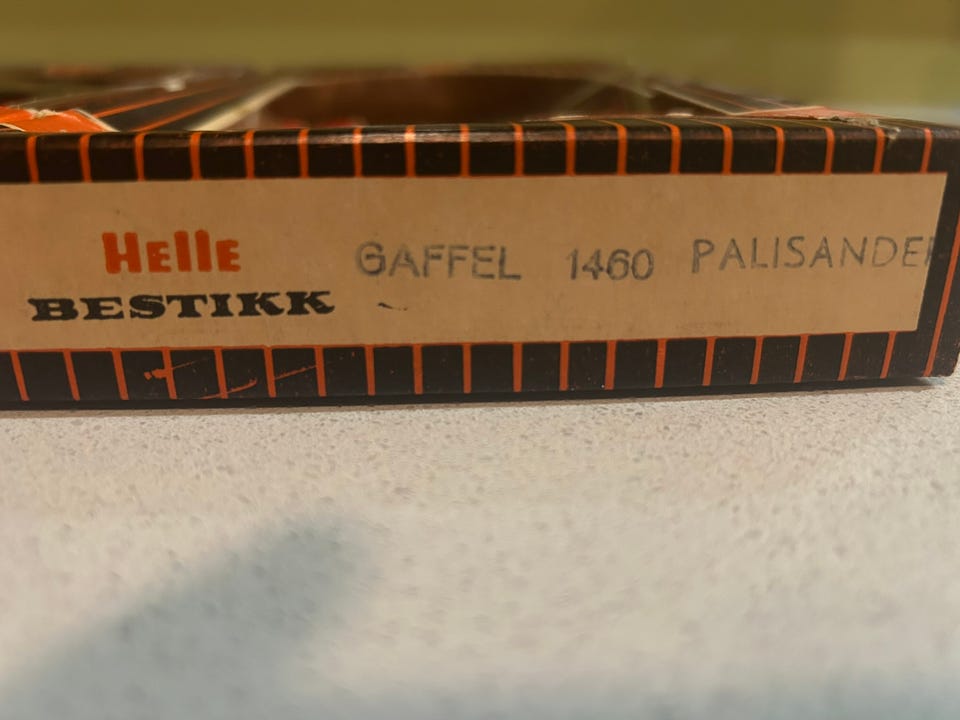 Helle GAFFEL 1460 PALISANDER
BESTIKK